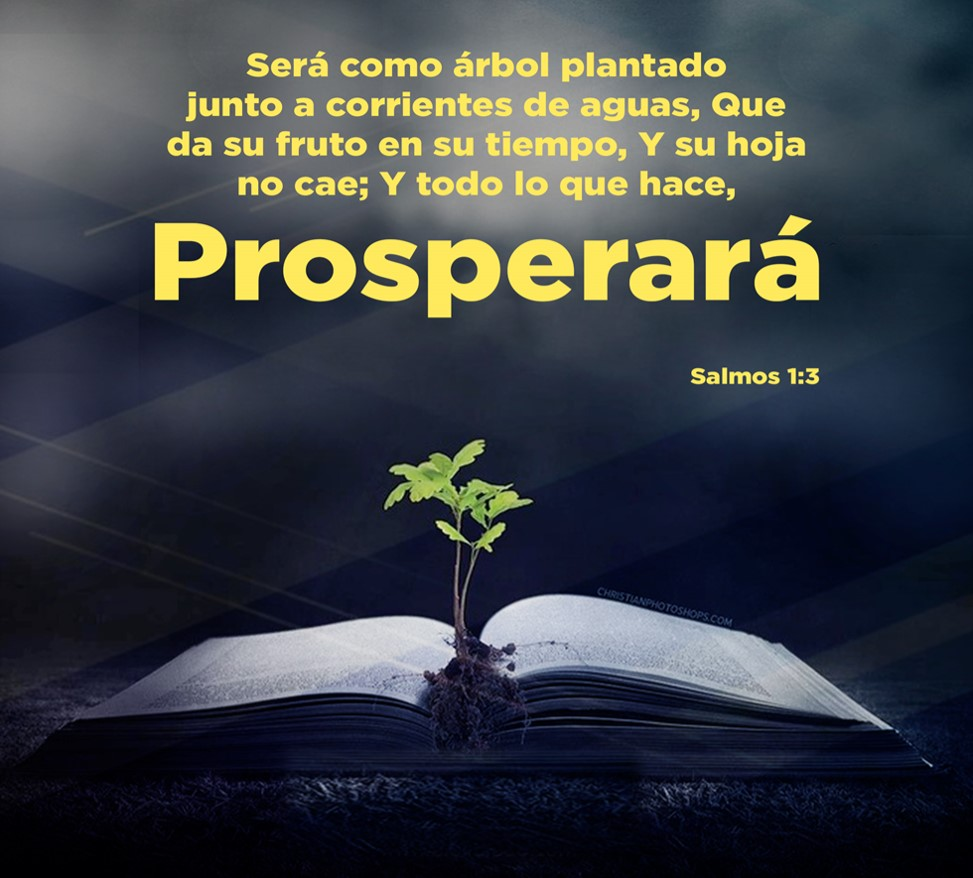 Será como árbol plantado
junto a corrientes de aguas, Que
da su fruto en su tiempo, Y su hoja
no cae; Y todo lo que hace,
Prosperará
Salmos 1:3
CHRISTIANPHOTOSHOPS.COM